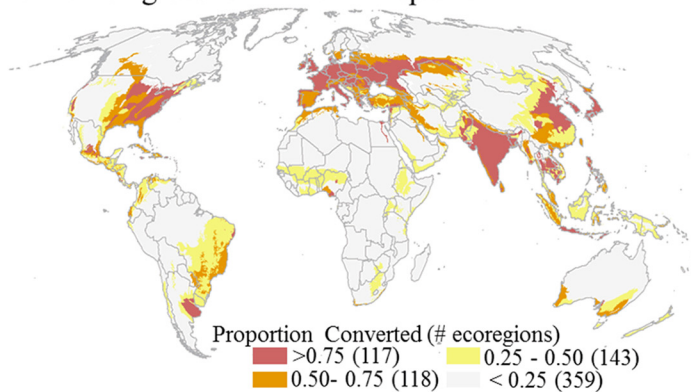 Proportion Converted (# ecoregions)
>0.75 (117)
0.25 - 0.50 (143)
0.50- 0.75 (118)
< 0.25 (359)